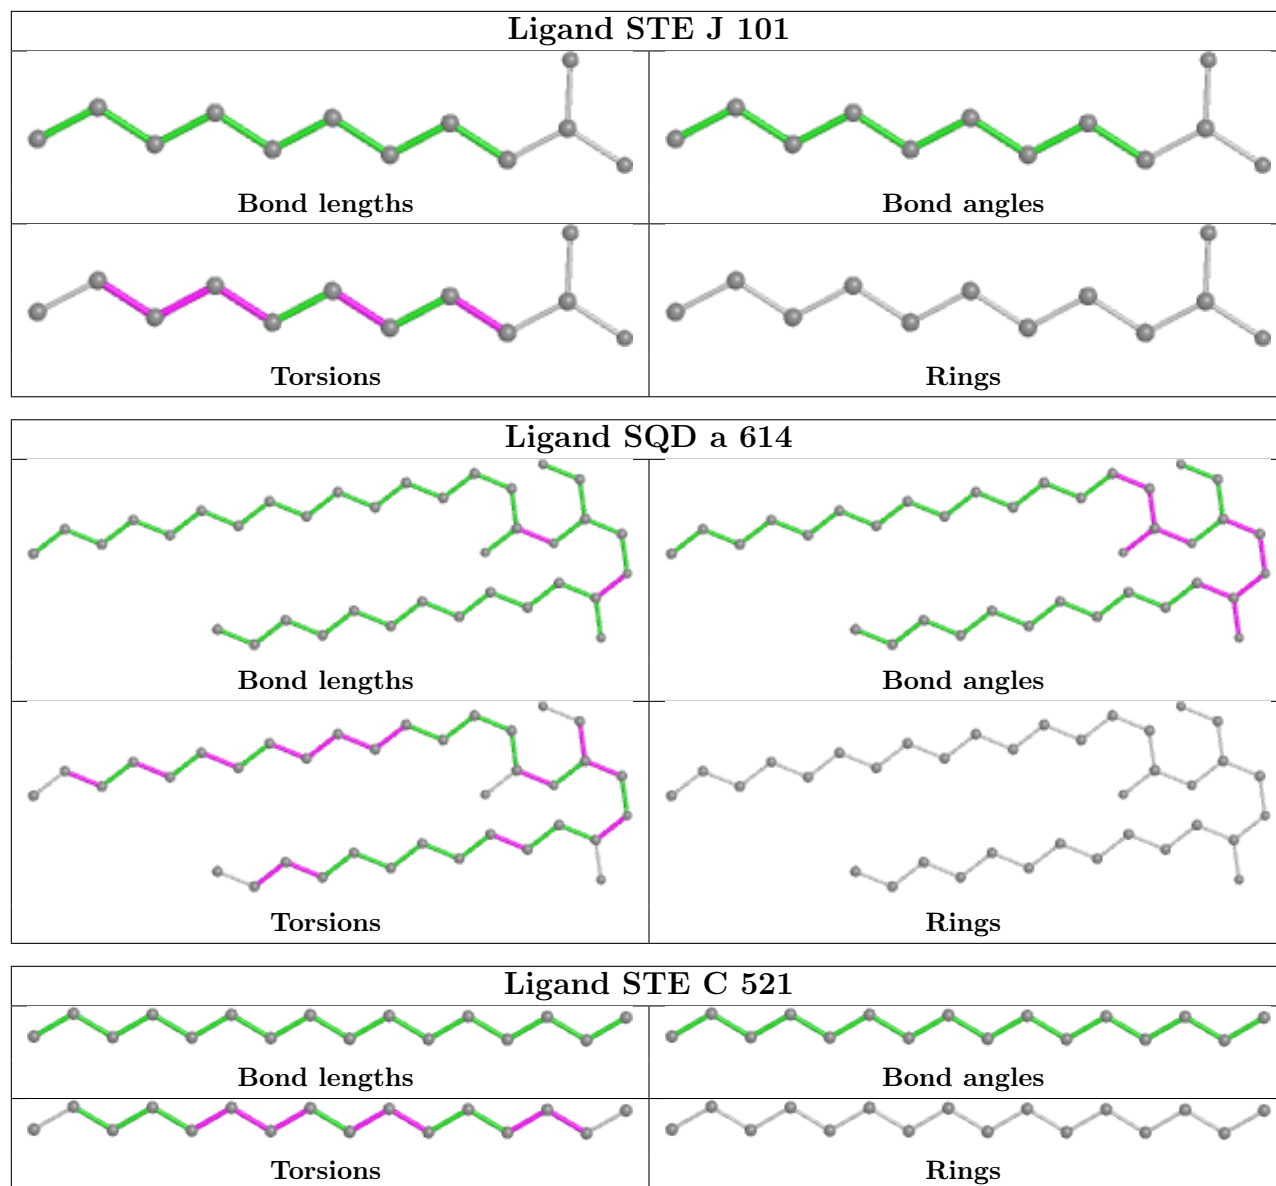 Ligand STE J 101
Bond lengths
Bond angles
Torsions
Rings
Ligand SQD a 614
Bond lengths
Bond angles
Torsions
Rings
Ligand STE C 521
Bond lengths
Bond angles
Torsions
Rings